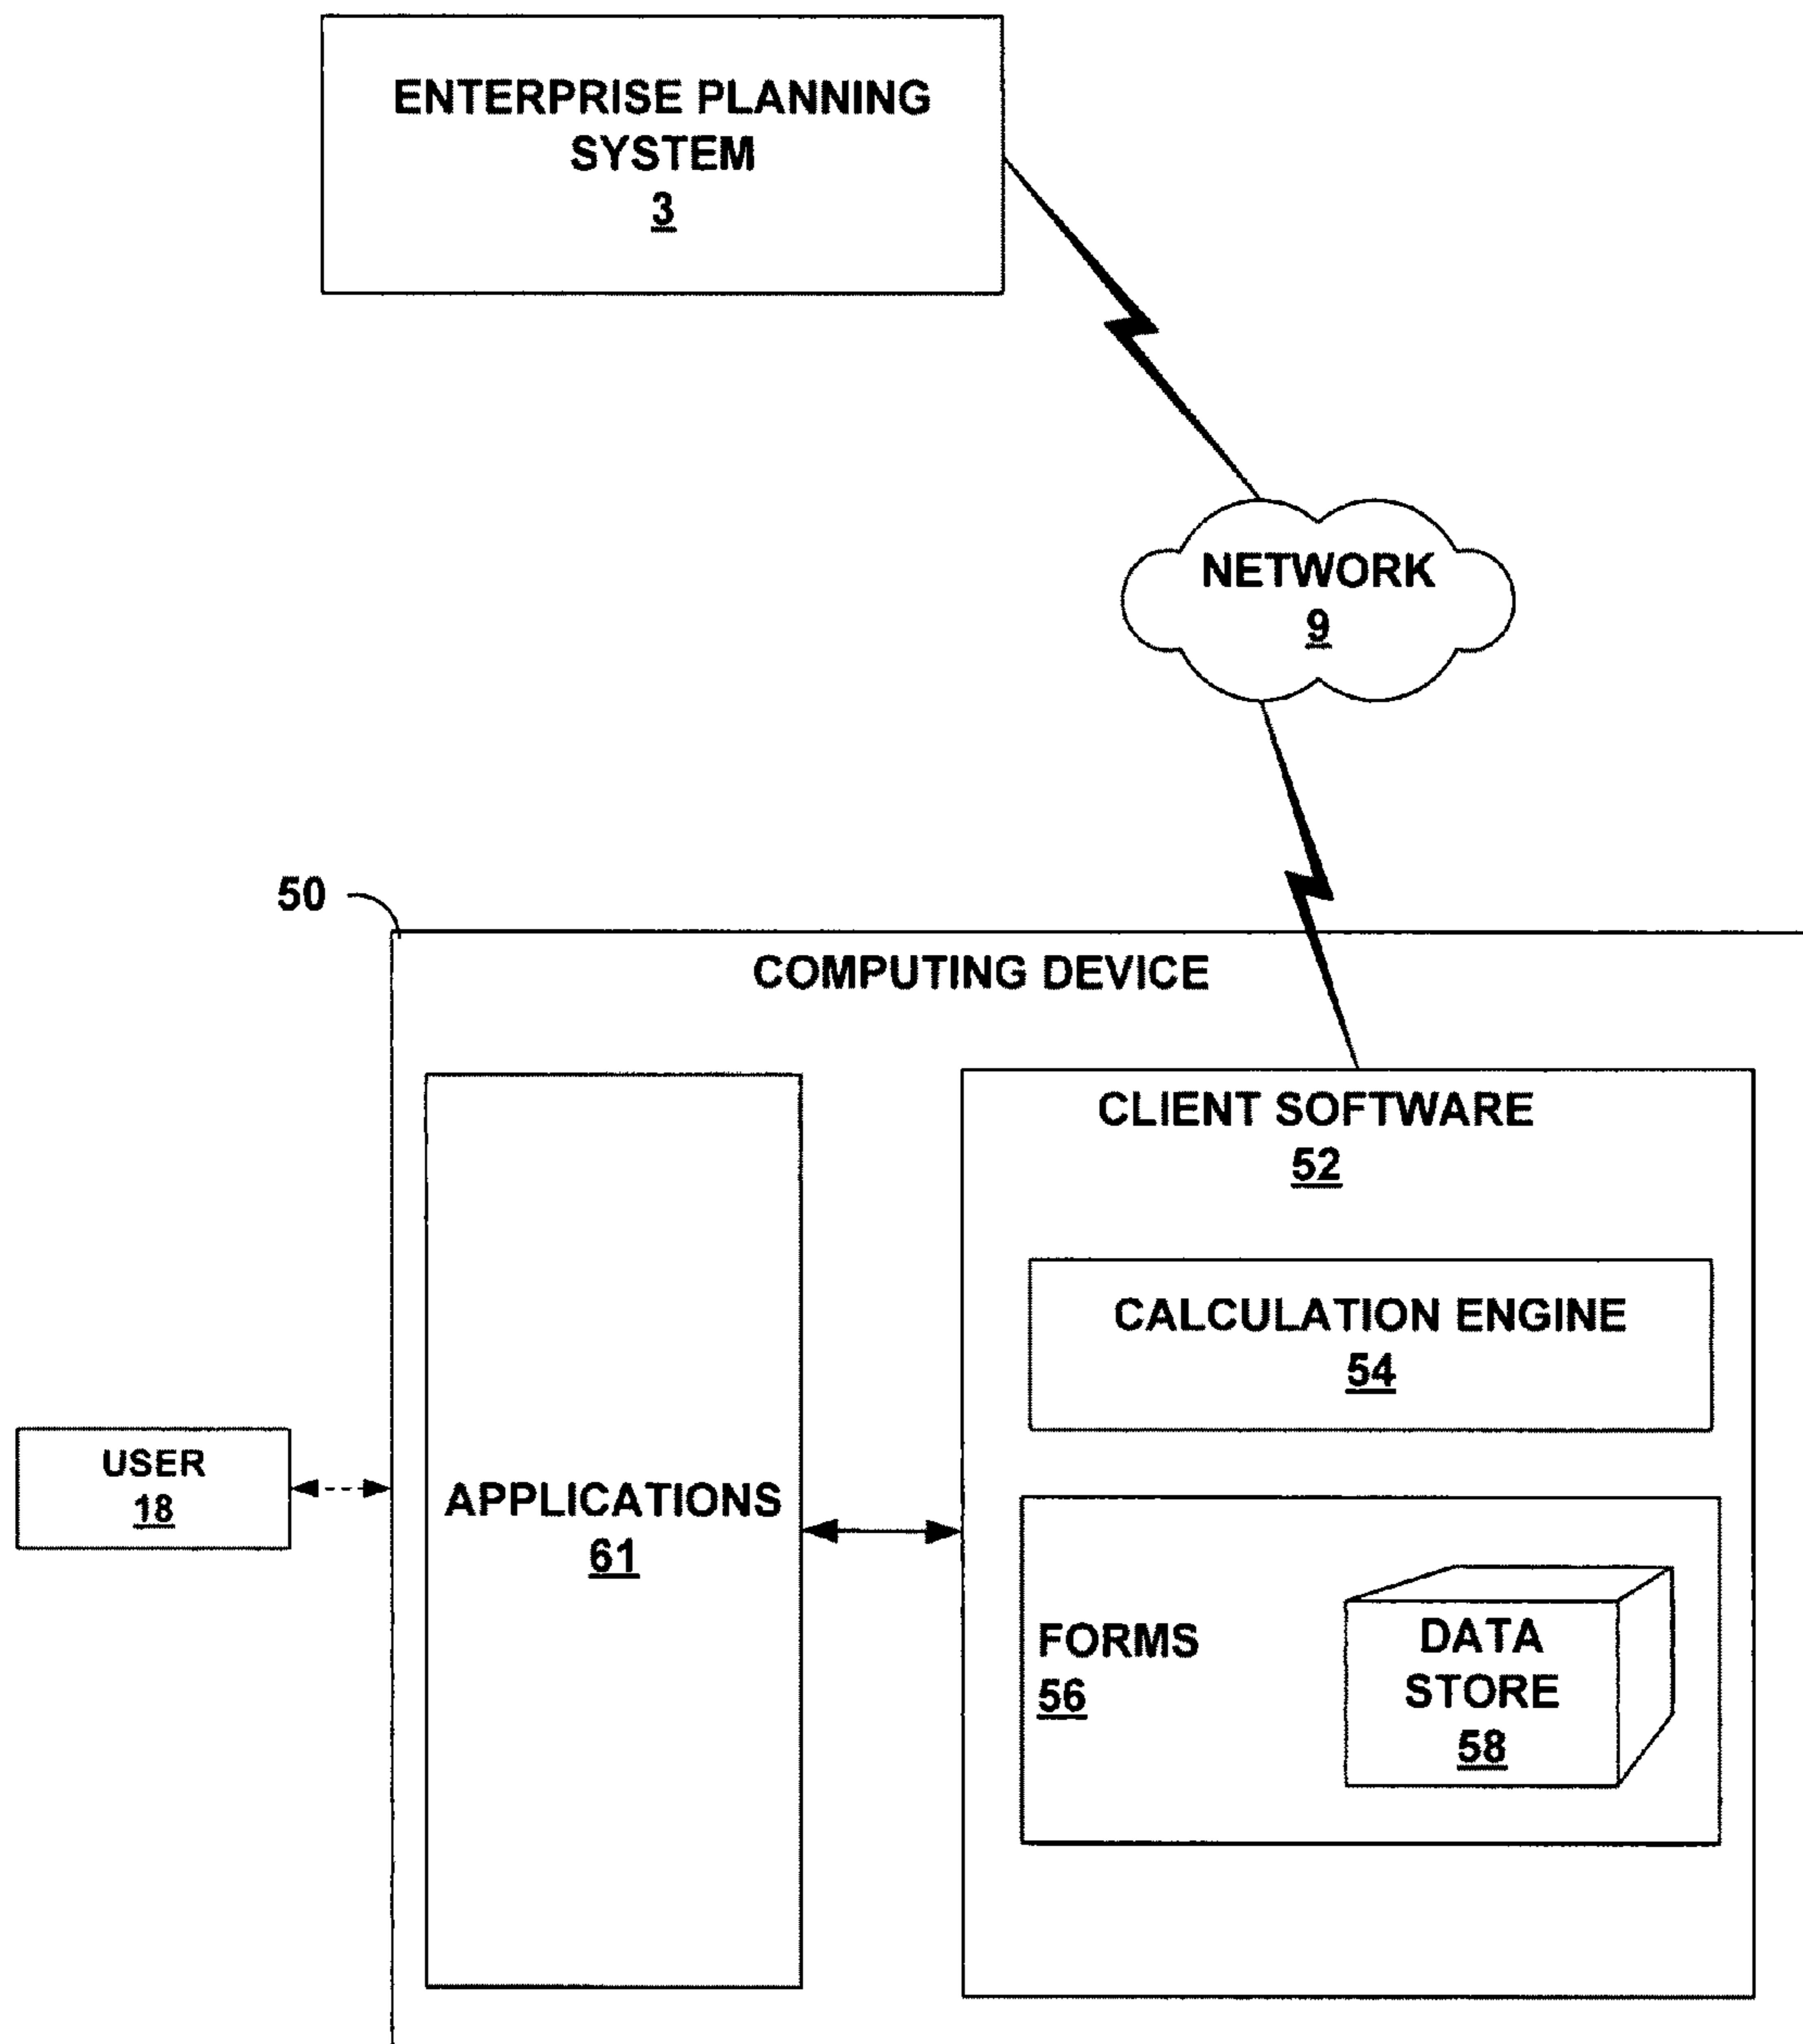 ENTERPRISE PLANNING
SYSTEM
3
NETWORK
9
50
COMPUTING DEVICE
CLIENT SOFTWARE
52
CALCULATION ENGINE
54
USER
18
APPLICATIONS
61
FORMS
56
DATA
STORE
58